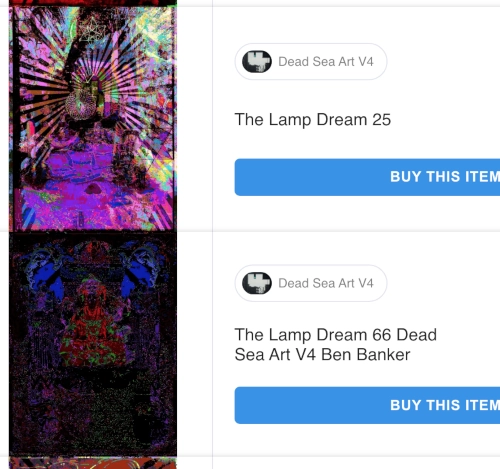 Dead Sea Art V4
The Lamp Dream 25
BUY THIS ITEM
Dead Sea Art V4
The Lamp Dream 66 Dead
Sea Art V4 Ben Banker
BUY THIS ITEM